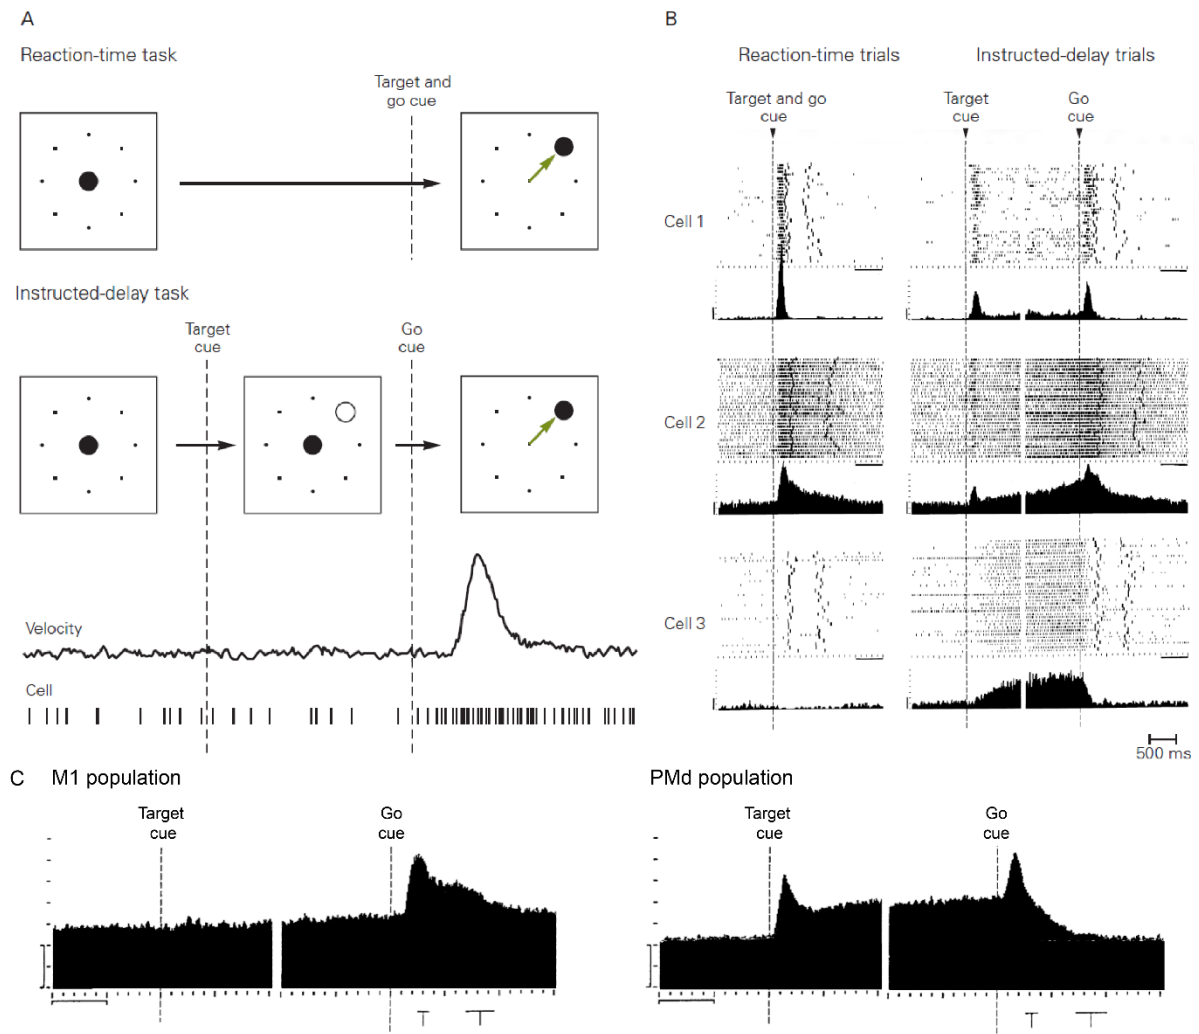 A
Reaction-time task
Target and
go cue
Instructed-delay task
Target
cue
Go
cue
Velocity
Cell
B
Reaction-time trials
Instructed-delay trials
Target and go
cue
Target
cue
Go
cue
Cell 1
Cell 2
Cell 3
500 ms
C
M1 population
Target
cue
Go
cue
PMd population
Target
cue
Go
cue